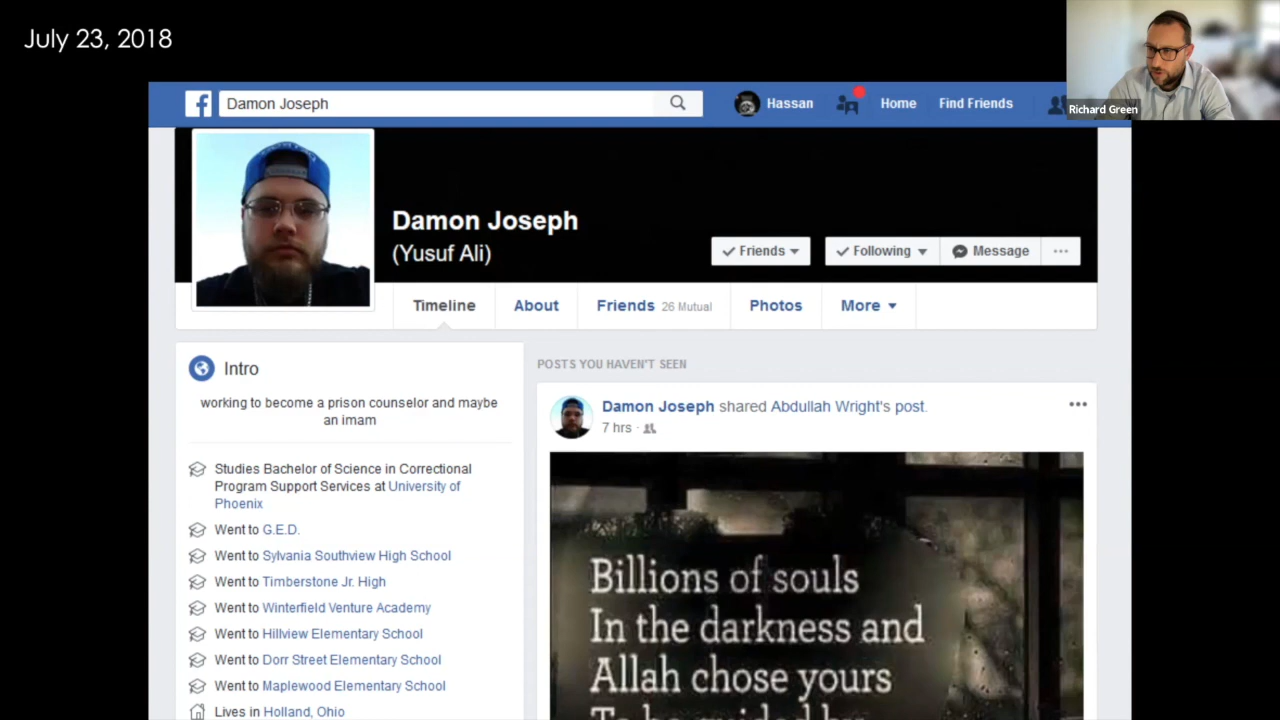 July 23, 2018
Richard Green
Damon Joseph
Hassan
Home
Find Friends
Damon Joseph
(Yusuf Ali)
Friends
Following
Message
Timeline
About
Friends 26 Mutual
Photos
More
Intro
working to become a prison counselor and maybe
an imam
Studies Bachelor of Science in Correctional
Program Support Services at University of
Phoenix
Went to G.E.D.
Went to Sylvania Southview High School
Went to Timberstone Jr. High
Went to Winterfield Venture Academy
Went to Hillview Elementary School
Went to Dorr Street Elementary School
Went to Maplewood Elementary School
Lives in Holland, Ohio
POSTS YOU HAVEN'T SEEN
Damon Joseph shared Abdullah Wright's post.
7 hrs ·
Billions of souls
In the darkness and
Allah chose yours